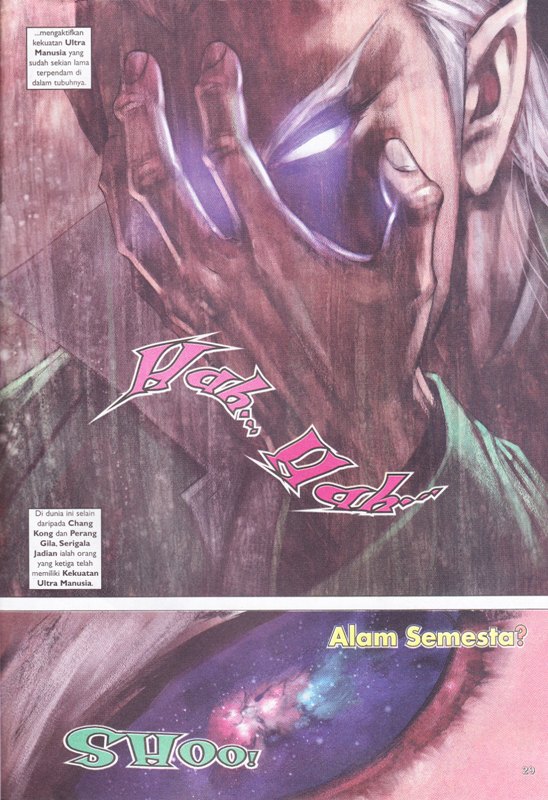 ...mengaktifkan
kekuatan Ultra
Manusia yang
sudah sekian lama
terpendam di
dalam tubuhnya.
Hah...
Hah...
Di dunia ini selain
daripada Chang
Kong dan Perang
Gila, Serigala
Jadian ialah orang
yang ketiga telah
memiliki Kekuatan
Ultra Manusia.
Alam Semesta?
SHOO!
29